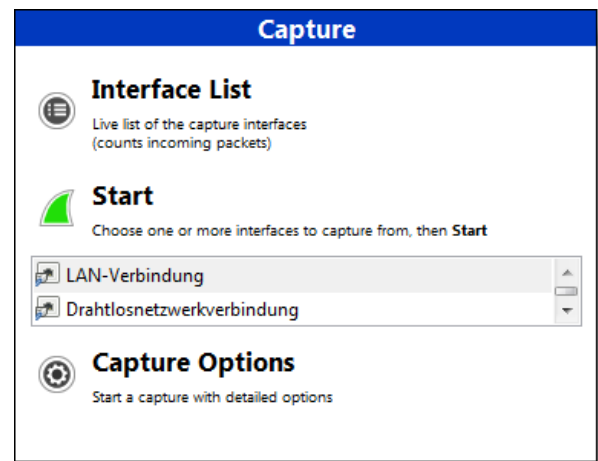 Capture
Interface List
Live list of the capture interfaces
(counts incoming packets)
Start
Choose one or more interfaces to capture from, then Start
LAN-Verbindung
Drahtlosnetzwerkverbindung
Capture Options
Start a capture with detailed options